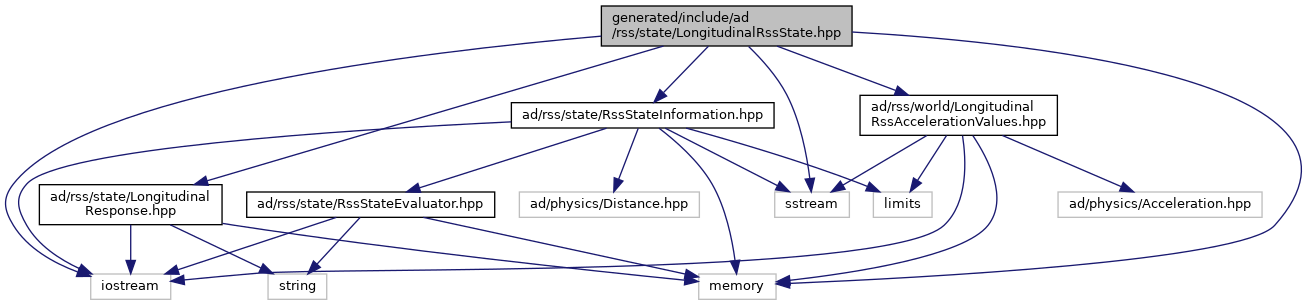 generated/include/ad
/rss/state/LongitudinalRssState.hpp
ad/rss/state/RssStateInformation.hpp
ad/rss/world/Longitudinal
RssAccelerationValues.hpp
ad/rss/state/Longitudinal
Response.hpp
ad/rss/state/RssStateEvaluator.hpp
ad/physics/Distance.hpp
sstream
limits
ad/physics/Acceleration.hpp
iostream
string
memory